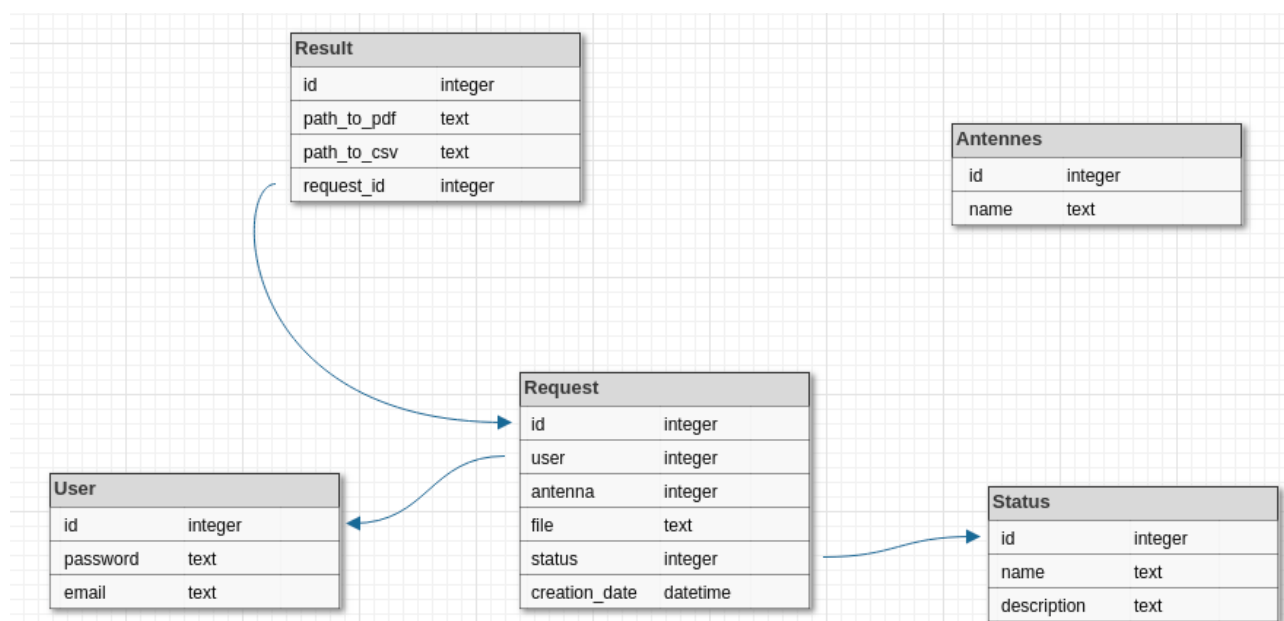 Result
id integer
path_to_pdf text
path_to_csv text
request_id integer
Antennes
id integer
name text
Request
id integer
user integer
antenna integer
file text
status integer
creation_date datetime
User
id integer
password text
email text
Status
id integer
name text
description text